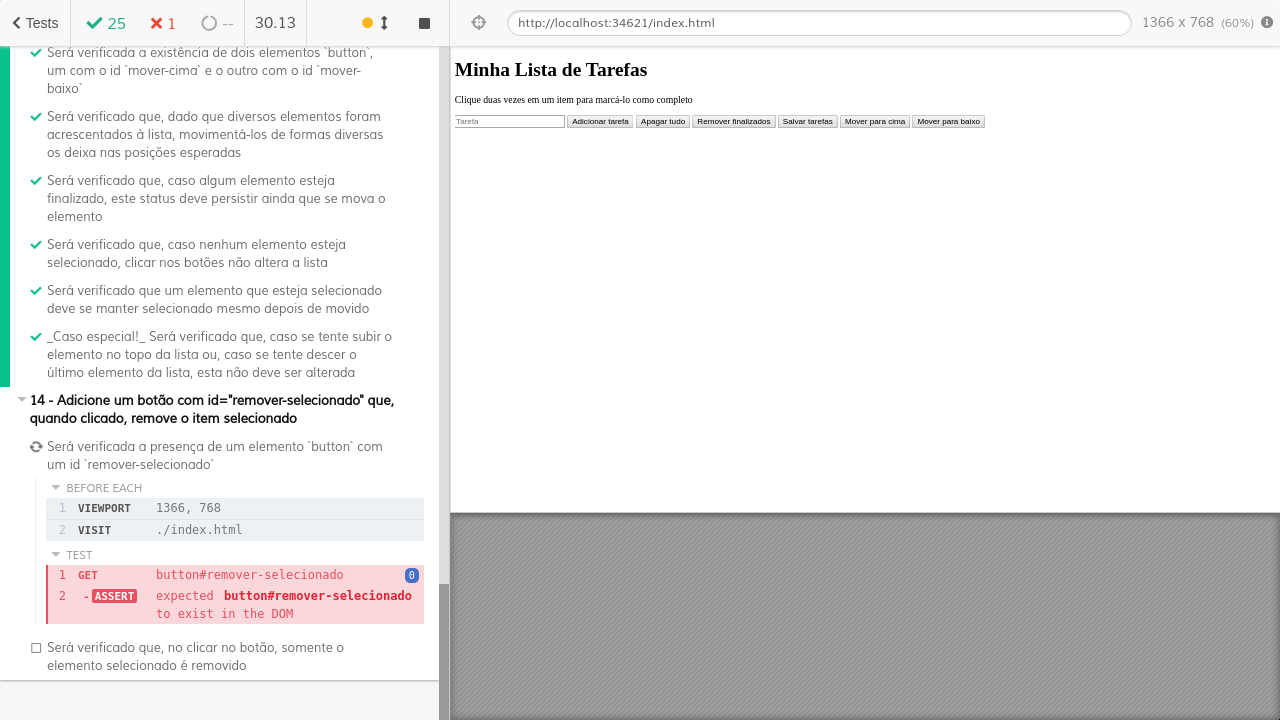 Tests
25
1
--
30.13
http://localhost:34621/index.html
1366 x 768 (60%)
Será verificada a existência de dois elementos `button`,
um com o id `mover-cima` e o outro com o id `mover-
baixo`
Será verificado que, dado que diversos elementos foram
acrescentados à lista, movimentá-los de formas diversas
os deixa nas posições esperadas
Será verificado que, caso algum elemento esteja
finalizado, este status deve persistir ainda que se mova o
elemento
Será verificado que, caso nenhum elemento esteja
selecionado, clicar nos botões não altera a lista
Será verificado que um elemento que esteja selecionado
deve se manter selecionado mesmo depois de movido
_Caso especial!_ Será verificado que, caso se tente subir o
elemento no topo da lista ou, caso se tente descer o
último elemento da lista, esta não deve ser alterada
14 - Adicione um botão com id="remover-selecionado" que,
quando clicado, remove o item selecionado
Será verificada a presença de um elemento `button` com
um id `remover-selecionado`
BEFORE EACH
1 VIEWPORT 1366, 768
2 VISIT ./index.html
TEST
1 GET button#remover-selecionado 0
2 -ASSERT expected button#remover-selecionado
to exist in the DOM
Será verificado que, no clicar no botão, somente o
elemento selecionado é removido
Minha Lista de Tarefas
Clique duas vezes em um item para marcá-lo como completo
Tarefa Adicionar tarefa Apagar tudo Remover finalizados Salvar tarefas Mover para cima Mover para baixo